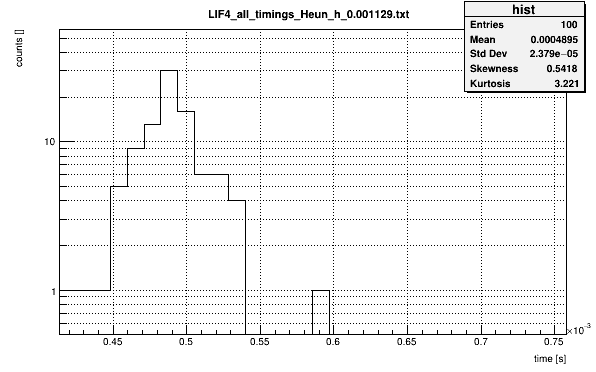 LIF4_all_timings_Heun_h_0.001129.txt
hist
Entries 100
Mean 0.0004895
Std Dev 2.379e−05
Skewness 0.5418
Kurtosis 3.221
counts []
10
1
0.45 0.5 0.55 0.6 0.65 0.7 0.75
×10⁻³
time [s]